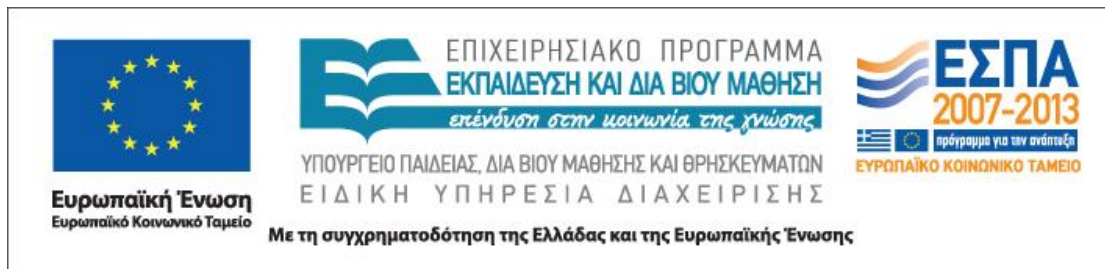 Ευρωπαϊκή Ένωση
Ευρωπαϊκό Κοινωνικό Ταμείο
ΕΠΙΧΕΙΡΗΣΙΑΚΟ ΠΡΟΓΡΑΜΜΑ
ΕΚΠΑΙΔΕΥΣΗ ΚΑΙ ΔΙΑ ΒΙΟΥ ΜΑΘΗΣΗ
επένδυση στην κοινωνία της γνώσης
ΥΠΟΥΡΓΕΙΟ ΠΑΙΔΕΙΑΣ, ΔΙΑ ΒΙΟΥ ΜΑΘΗΣΗΣ ΚΑΙ ΘΡΗΣΚΕΥΜΑΤΩΝ
ΕΙΔΙΚΗ ΥΠΗΡΕΣΙΑ ΔΙΑΧΕΙΡΙΣΗΣ
Με τη συγχρηματοδότηση της Ελλάδας και της Ευρωπαϊκής Ένωσης
ΕΣΠΑ
2007-2013
πρόγραμμα για την ανάπτυξη
ΕΥΡΩΠΑΪΚΟ ΚΟΙΝΩΝΙΚΟ ΤΑΜΕΙΟ